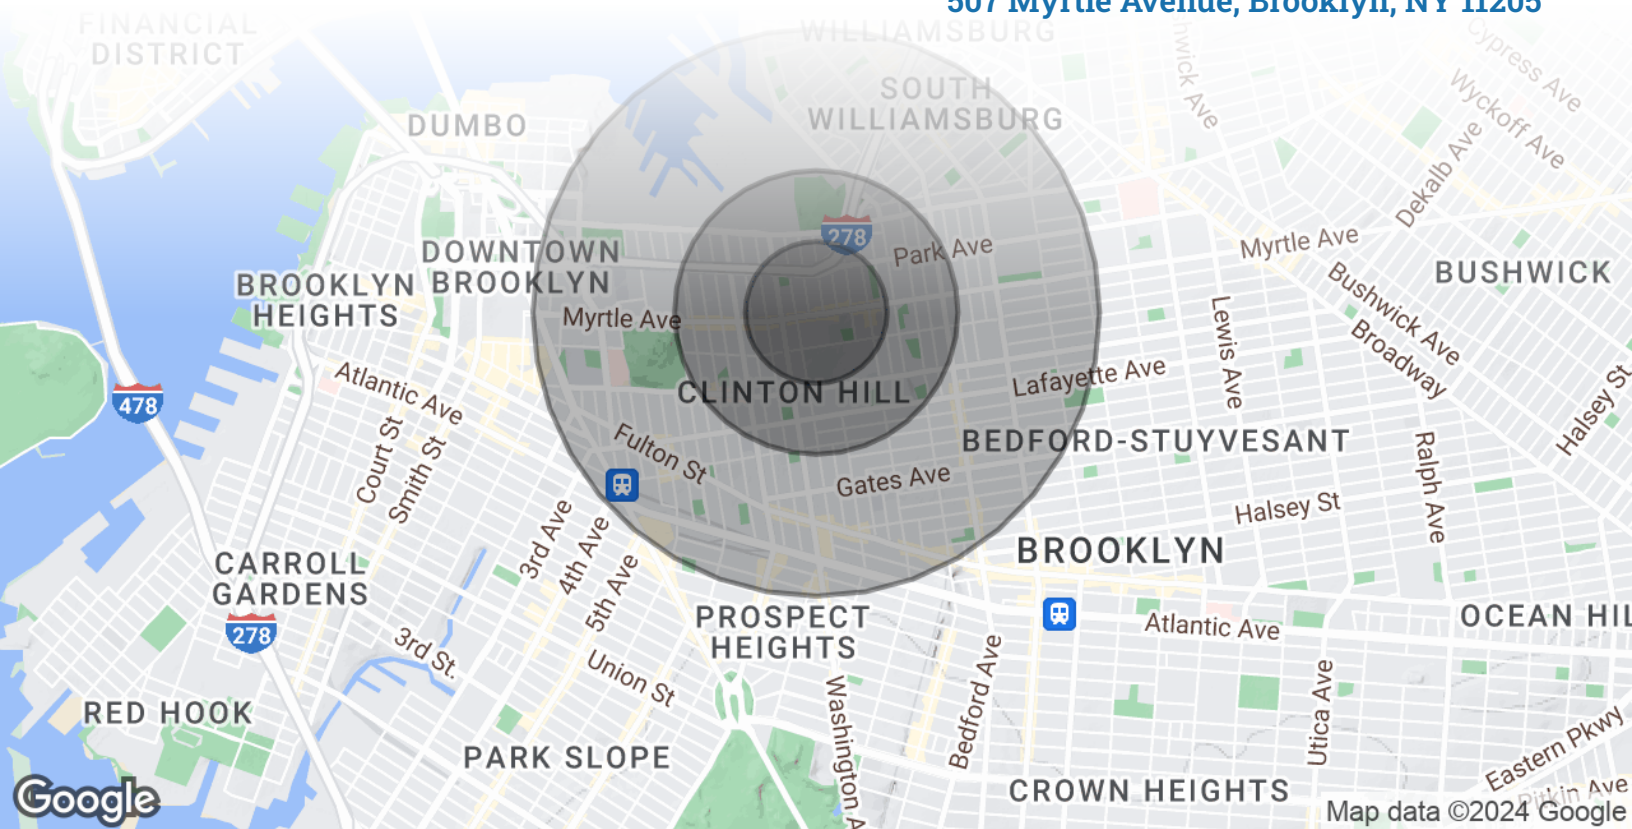 507 Myrtle Avenue, Brooklyn, NY 11205
FINANCIAL
DISTRICT
WILLIAMSBURG
SOUTH
WILLIAMSBURG
Cypress Ave
Wyckoff Ave
Dekalb Ave
DUMBO
278
Park Ave
Myrtle Ave
DOWNTOWN
BROOKLYN
BROOKLYN
HEIGHTS
Myrtle Ave
BUSHWICK
Bushwick Ave
Broadway
Lewis Ave
Lafayette Ave
Halsey St
478
Atlantic Ave
CLINTON HILL
BEDFORD-STUYVESANT
Court St
Smith St
Fulton St
Gates Ave
Ralph Ave
Halsey St
3rd Ave
4th Ave
5th Ave
BROOKLYN
CARROLL
GARDENS
278
3rd St.
Union St
PROSPECT
HEIGHTS
Atlantic Ave
OCEAN HIL
Washington A
Bedford Ave
Utica Ave
Eastern Pkwy
Pitkin Ave
RED HOOK
PARK SLOPE
CROWN HEIGHTS
Google
Map data ©2024 Google